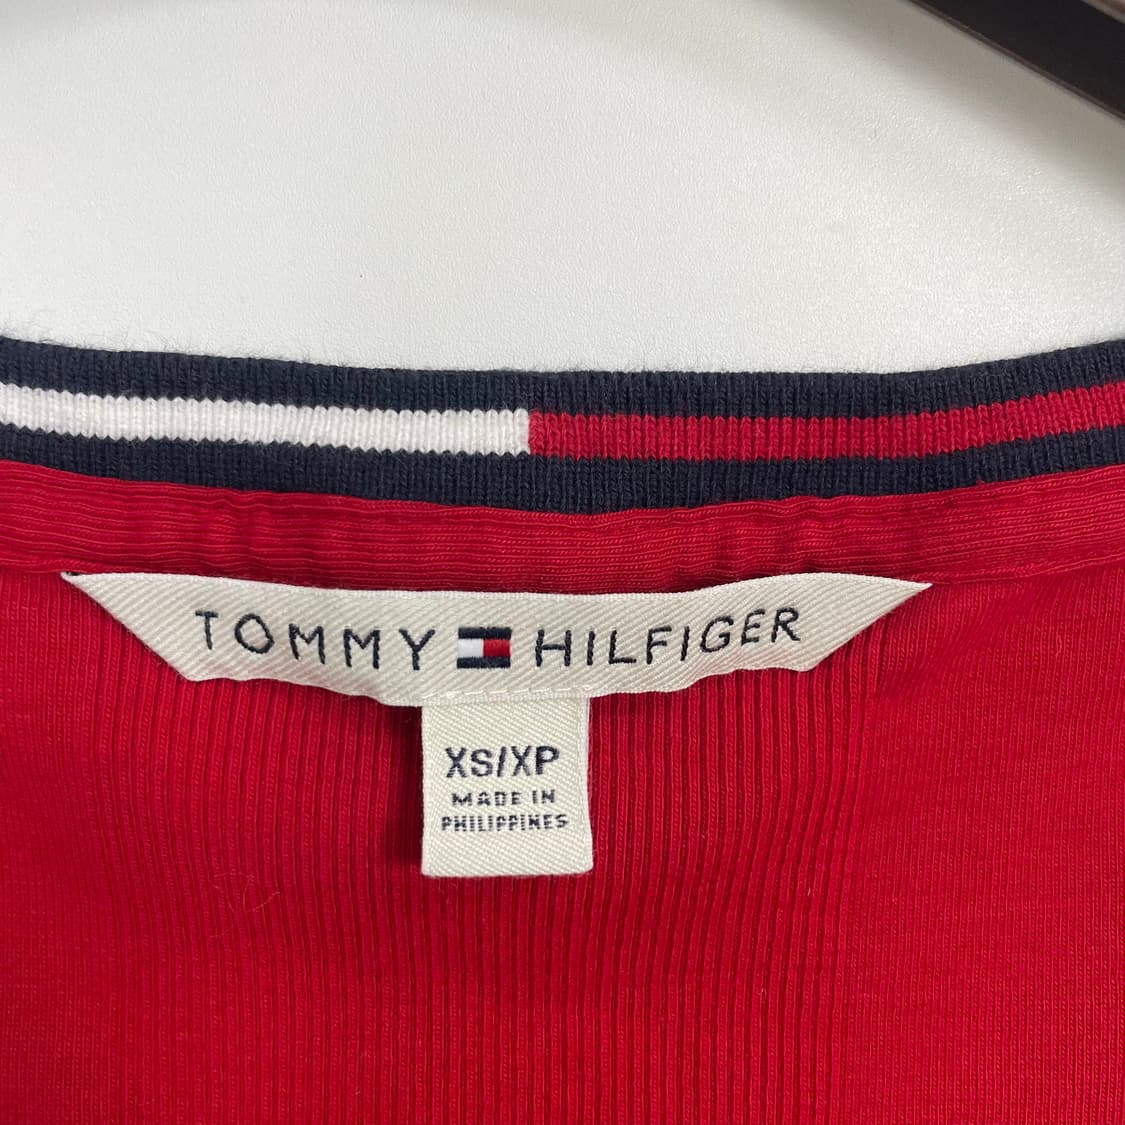 TOMMY HILFIGER
XS/XP
MADE IN
PHILIPPINES